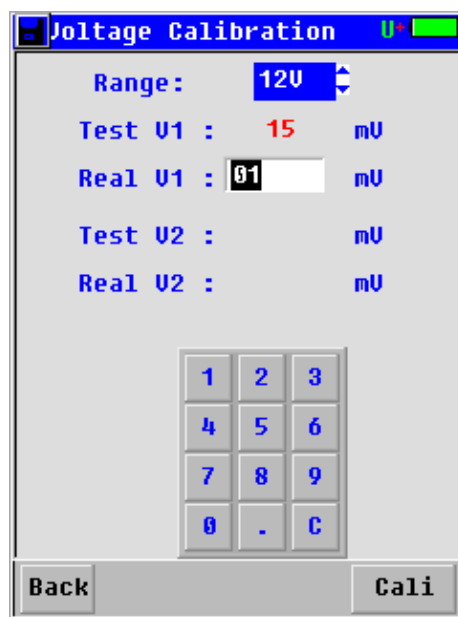 Joltage Calibration U+
Range: 12V
Test V1 : 15 mV
Real V1 : 01 mV
Test V2 : mV
Real V2 : mV
1 2 3
4 5 6
7 8 9
0 . C
Back Cali